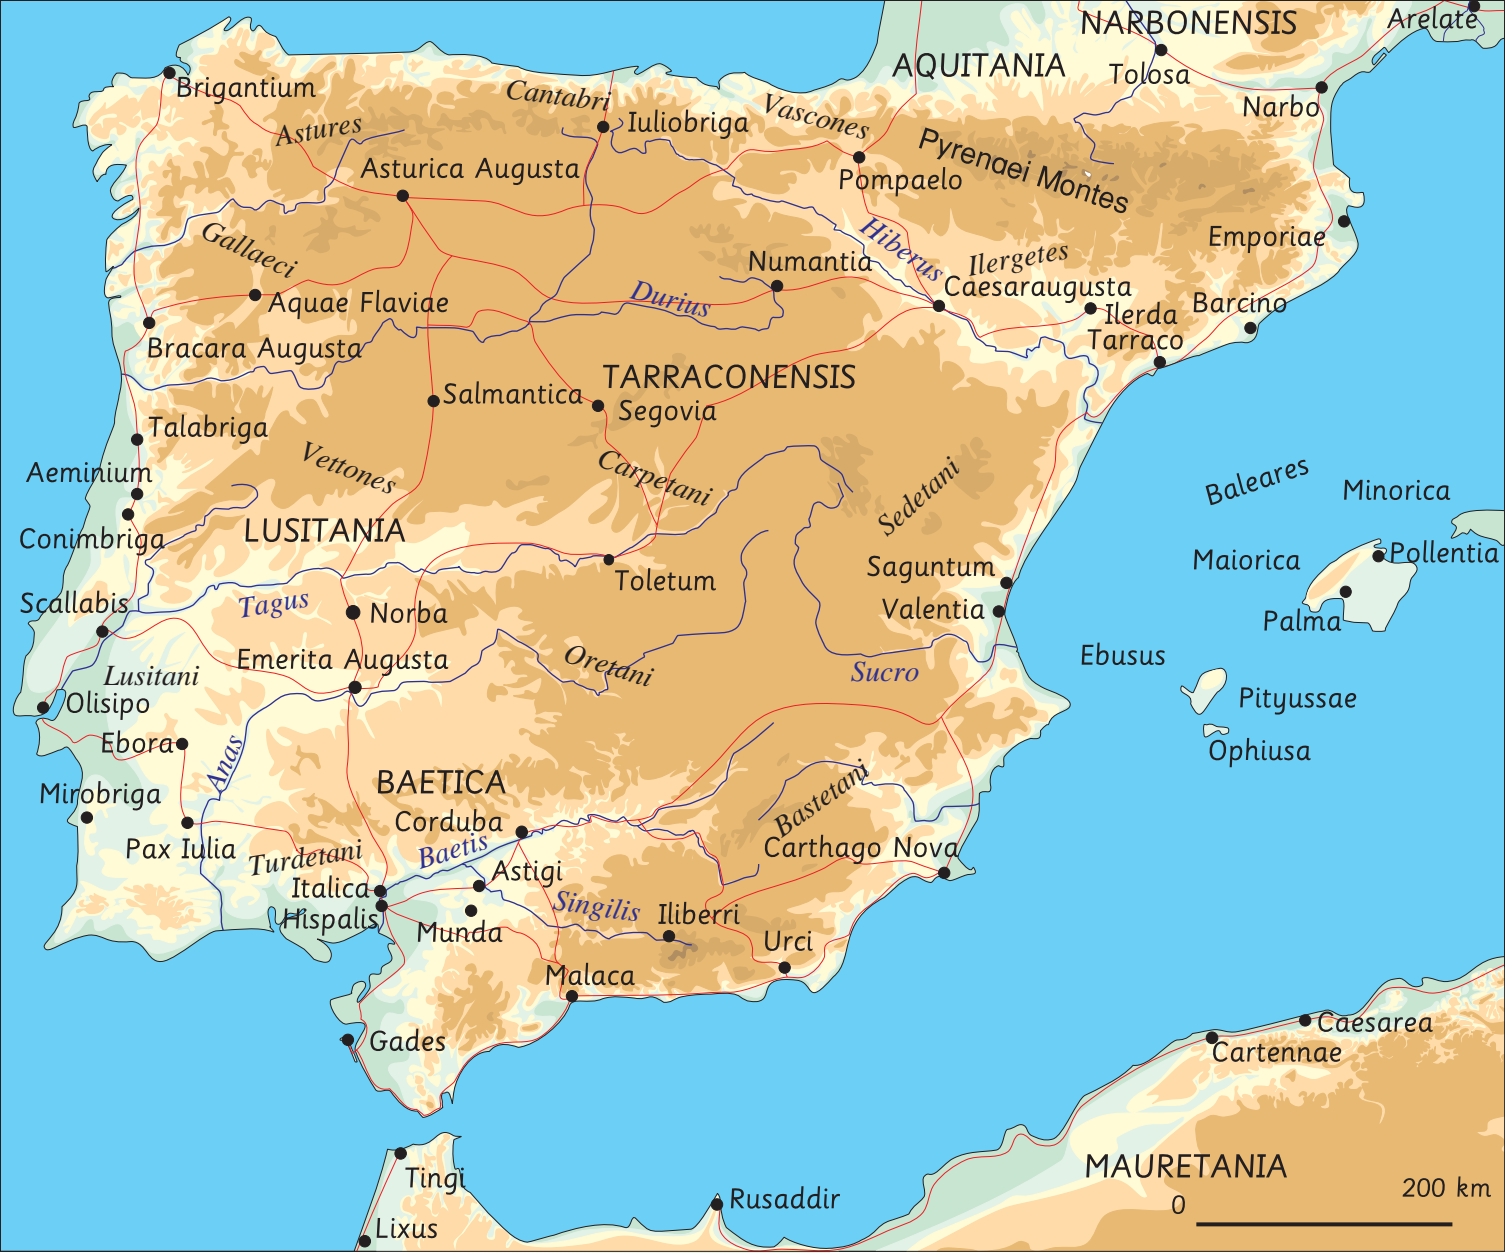 NARBONENSIS
Arelate
AQUITANIA
Tolosa
Brigantium
Cantabri
Vascones
Narbo
Astures
Iuliobriga
Pyrenaei Montes
Asturica Augusta
Pompaelo
Gallaeci
Hiberus
Emporiae
Numantia
Ilergetes
Aquae Flaviae
Durius
Caesaraugusta
Barcino
Ilerda
Bracara Augusta
Tarraco
TARRACONENSIS
Salmantica
Segovia
Talabriga
Vettones
Carpetani
Aeminium
Sedetani
Baleares
Minorica
LUSITANIA
Conimbriga
Maiorica
Pollentia
Saguntum
Toletum
Scallabis
Tagus
Norba
Valentia
Palma
Emerita Augusta
Oretani
Ebusus
Lusitani
Sucro
Olisipo
Pityussae
Ebora
Anas
Ophiusa
BAETICA
Mirobriga
Bastetani
Corduba
Pax Iulia
Turdetani
Baetis
Carthago Nova
Astigi
Italica
Singilis
Hispalis
Iliberri
Munda
Urci
Malaca
Gades
Caesarea
Cartennae
MAURETANIA
Tingi
200 km
0
Rusaddir
Lixus